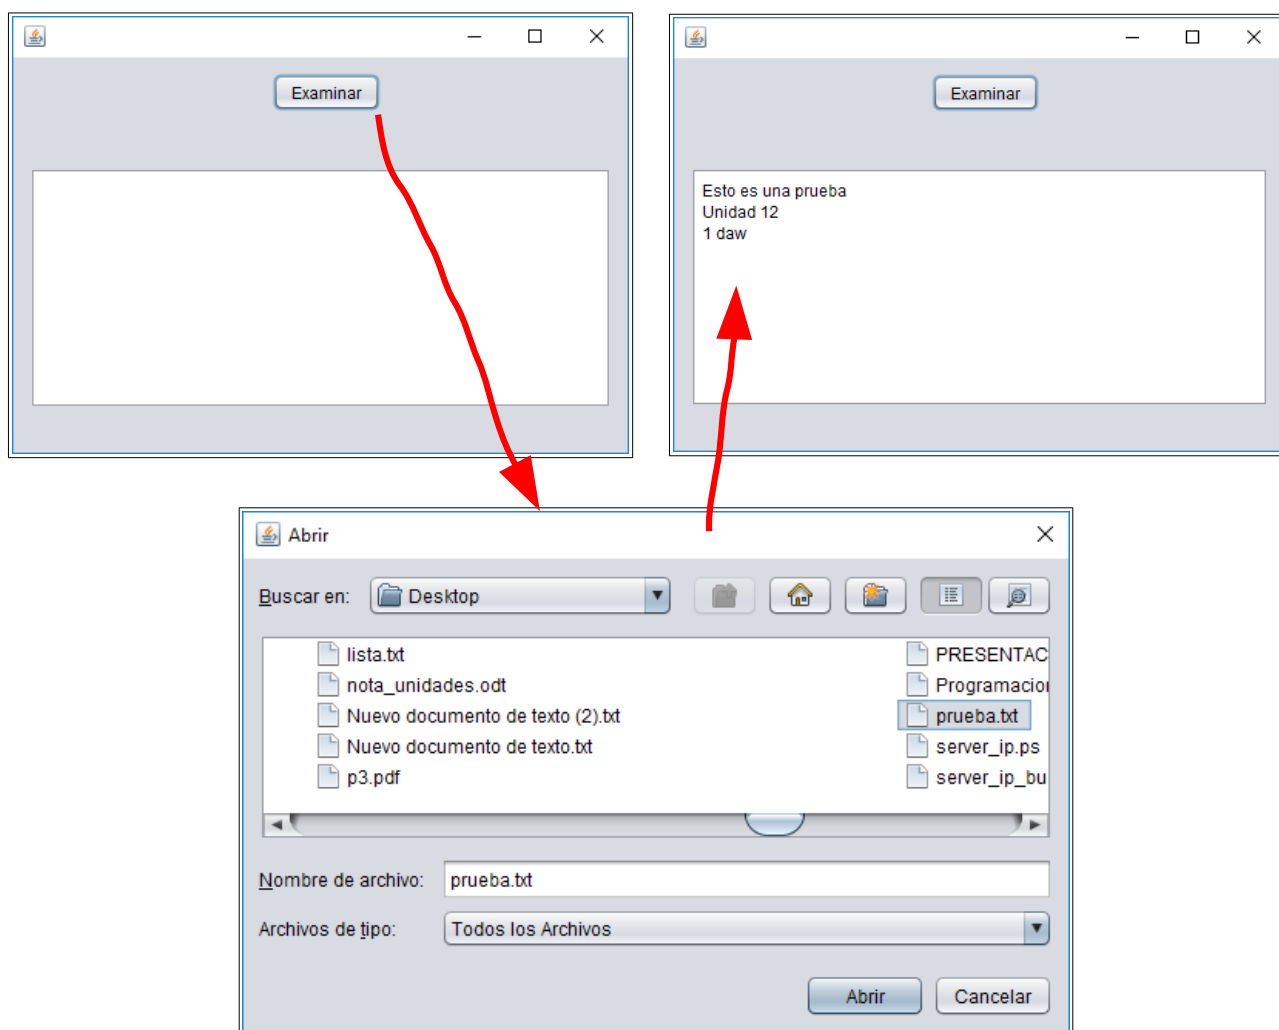 Examinar
Examinar
Esto es una prueba
Unidad 12
1 daw
Abrir
Buscar en:
Desktop
lista.txt
nota_unidades.odt
Nuevo documento de texto (2).txt
Nuevo documento de texto.txt
p3.pdf
PRESENTAC
Programacio
prueba.txt
server_ip.ps
server_ip_bu
Nombre de archivo:
prueba.txt
Archivos de tipo:
Todos los Archivos
Abrir
Cancelar